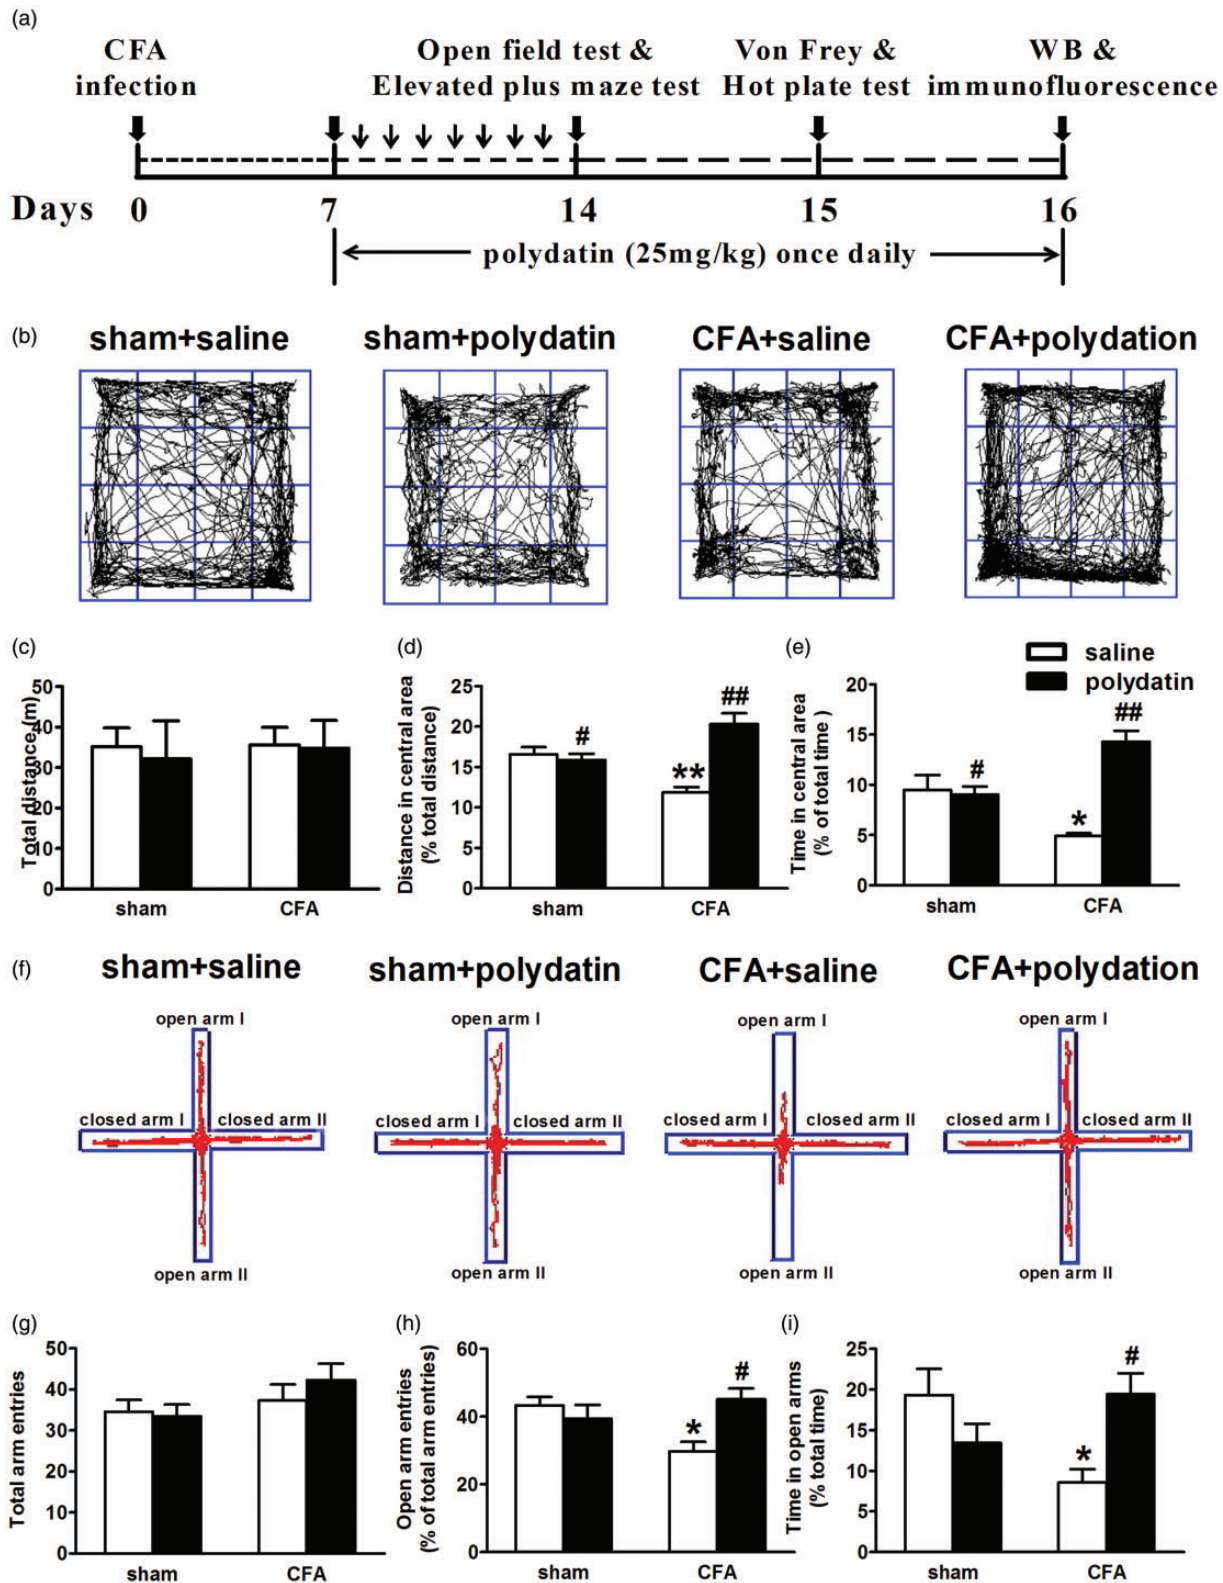 (a)
CFA
infection
Open field test &
Elevated plus maze test
Von Frey &
Hot plate test
WB &
immunofluorescence
Days 0 7 14 15 16
polydatin (25mg/kg) once daily
(b)
sham+saline
sham+polydatin
CFA+saline
CFA+polydation
(c)
Total distance (m)
50
40
30
20
10
0
sham
CFA
(d)
Distance in central area
(% total distance)
25
20
15
10
5
0
#
**
##
sham
CFA
(e)
saline
polydatin
Time in central area
(% of total time )
20
15
10
5
0
#
*
##
sham
CFA
(f)
sham+saline
sham+polydatin
CFA+saline
CFA+polydation
open arm I
closed arm I
closed arm II
open arm II
open arm I
closed arm I
closed arm II
open arm II
open arm I
closed arm I
closed arm II
open arm II
open arm I
closed arm I
closed arm II
open arm II
(g)
Total arm entries
50
40
30
20
10
0
sham
CFA
(h)
Open arm entries
(% of total arm entries)
60
40
20
0
*
#
sham
CFA
(i)
Time in open arms
(% total time)
25
20
15
10
5
0
*
#
sham
CFA